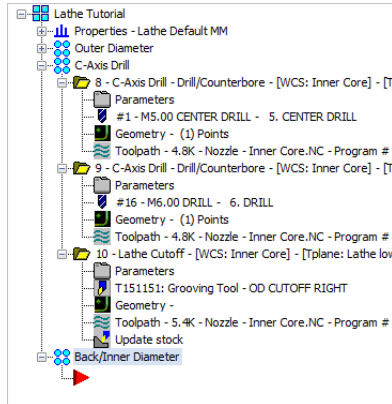 Lathe Tutorial
Properties - Lathe Default MM
Outer Diameter
C-Axis Drill
8 - C-Axis Drill - Drill/Counterbore - [WCS: Inner Core] - [T
Parameters
#1 - M5.00 CENTER DRILL - 5. CENTER DRILL
Geometry - (1) Points
Toolpath - 4.8K - Nozzle - Inner Core.NC - Program #
9 - C-Axis Drill - Drill/Counterbore - [WCS: Inner Core] - [T
Parameters
#16 - M6.00 DRILL - 6. DRILL
Geometry - (1) Points
Toolpath - 4.8K - Nozzle - Inner Core.NC - Program #
10 - Lathe Cutoff - [WCS: Inner Core] - [Tplane: Lathe low
Parameters
T151151: Grooving Tool - OD CUTOFF RIGHT
Geometry -
Toolpath - 5.4K - Nozzle - Inner Core.NC - Program #
Update stock
Back/Inner Diameter